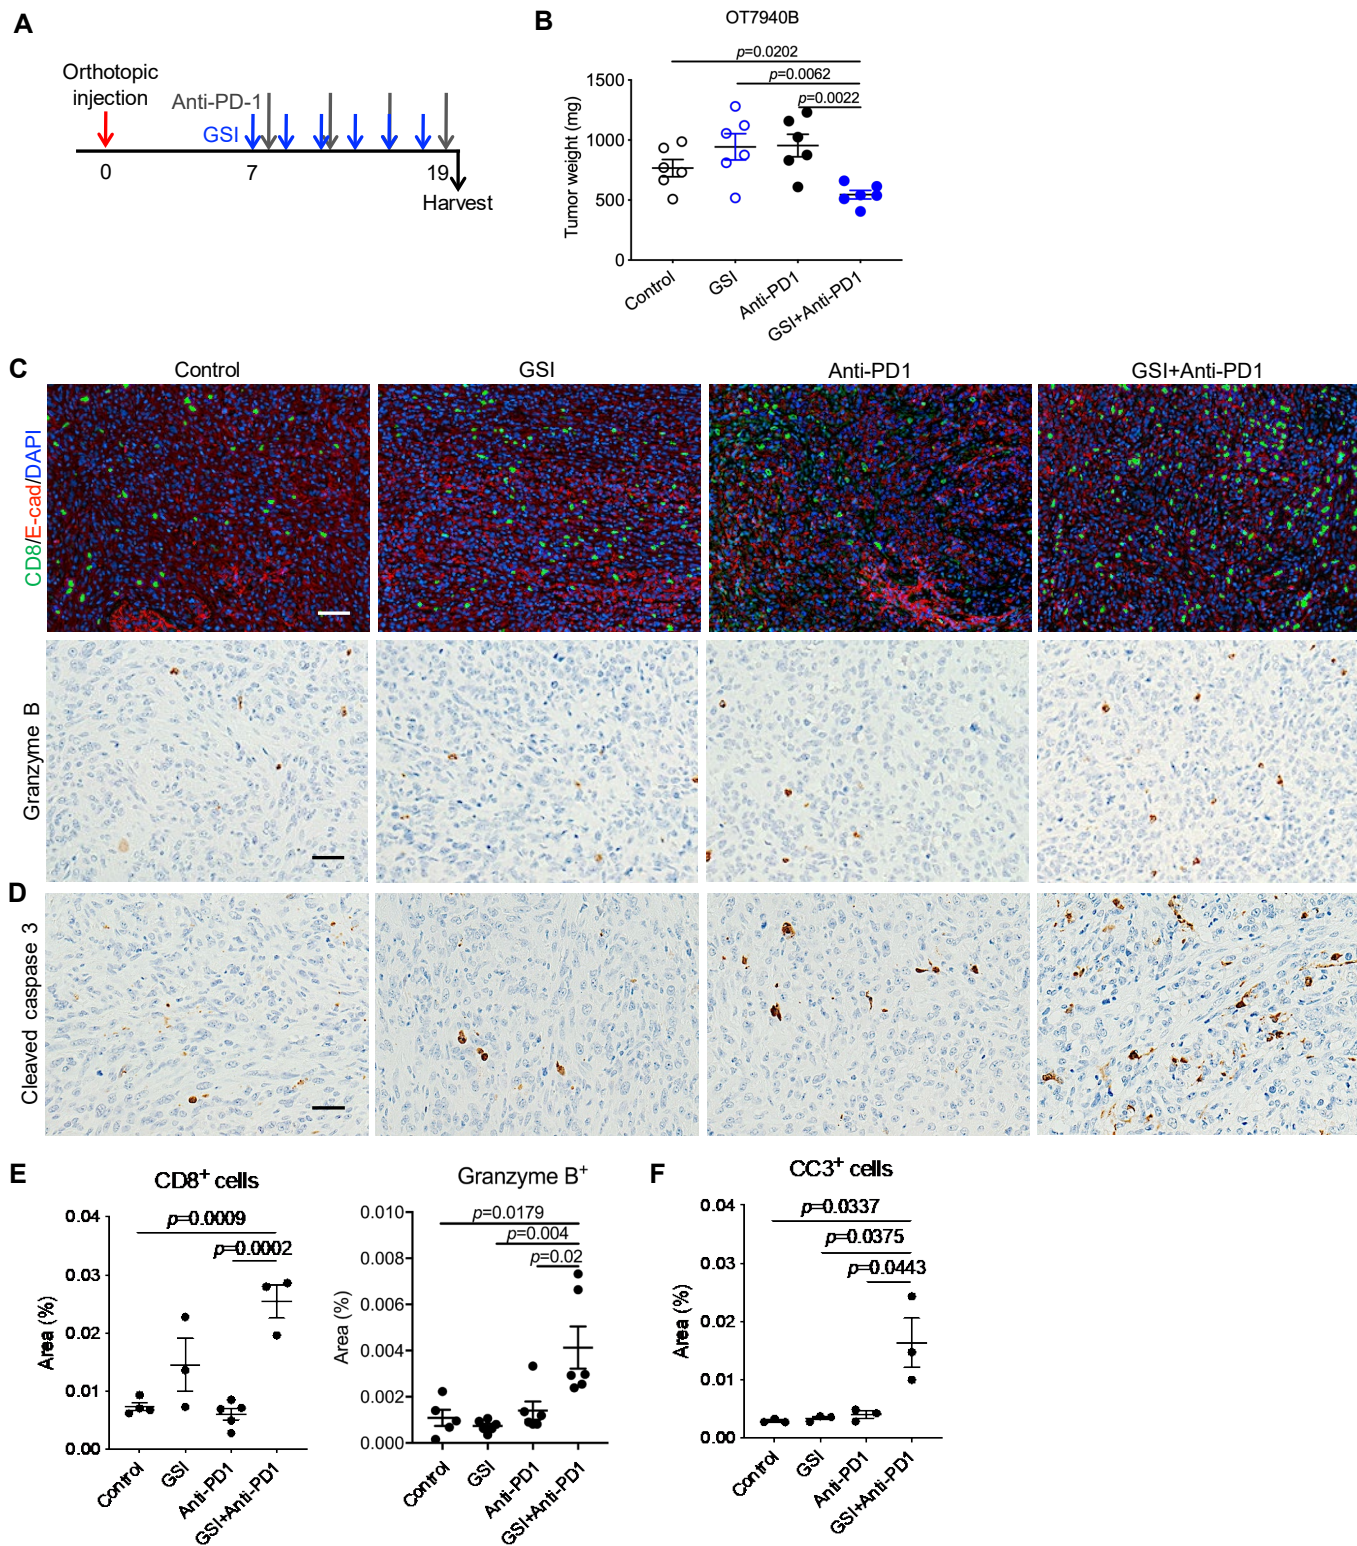 A
Orthotopic
injection
Anti-PD-1
GSI
0
7
19
Harvest
B
OT7940B
p=0.0202
p=0.0062
p=0.0022
Tumor weight (mg)
1500
1000
500
0
Control
GSI
Anti-PD1
GSI+Anti-PD1
C
Control
GSI
Anti-PD1
GSI+Anti-PD1
CD8/E-cad/DAPI
Granzyme B
D
Cleaved caspase 3
E
CD8+ cells
p=0.0009
p=0.0002
Area (%)
0.04
0.03
0.02
0.01
0.00
Control
GSI
Anti-PD1
GSI+Anti-PD1
Granzyme B+
p=0.0179
p=0.004
p=0.02
Area (%)
0.010
0.008
0.006
0.004
0.002
0.000
Control
GSI
Anti-PD1
GSI+Anti-PD1
F
CC3+ cells
p=0.0337
p=0.0375
p=0.0443
Area (%)
0.04
0.03
0.02
0.01
0.00
Control
GSI
Anti-PD1
GSI+Anti-PD1